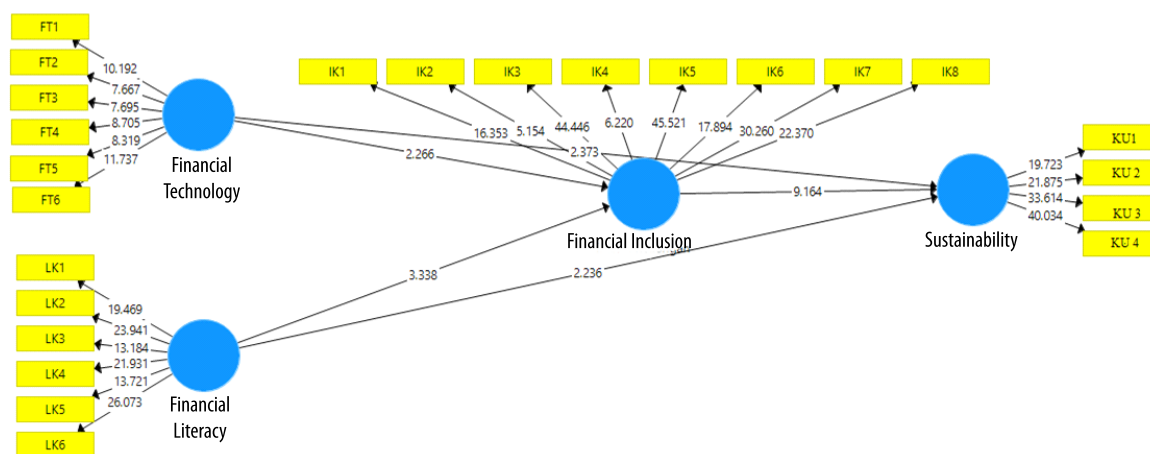 FT1
FT2
FT3
FT4
FT5
FT6
10.192
7.667
7.695
8.705
8.319
11.737
Financial
Technology
IK1
IK2
IK3
IK4
IK5
IK6
IK7
IK8
16.353
5.154
44.446
6.220
45.521
17.894
30.260
22.370
2.373
2.266
Financial Inclusion
9.164
KU1
KU 2
KU 3
KU 4
19.723
21.875
33.614
40.034
Sustainability
3.338
2.236
LK1
LK2
LK3
LK4
LK5
LK6
19.469
23.941
13.184
21.931
13.721
26.073
Financial
Literacy